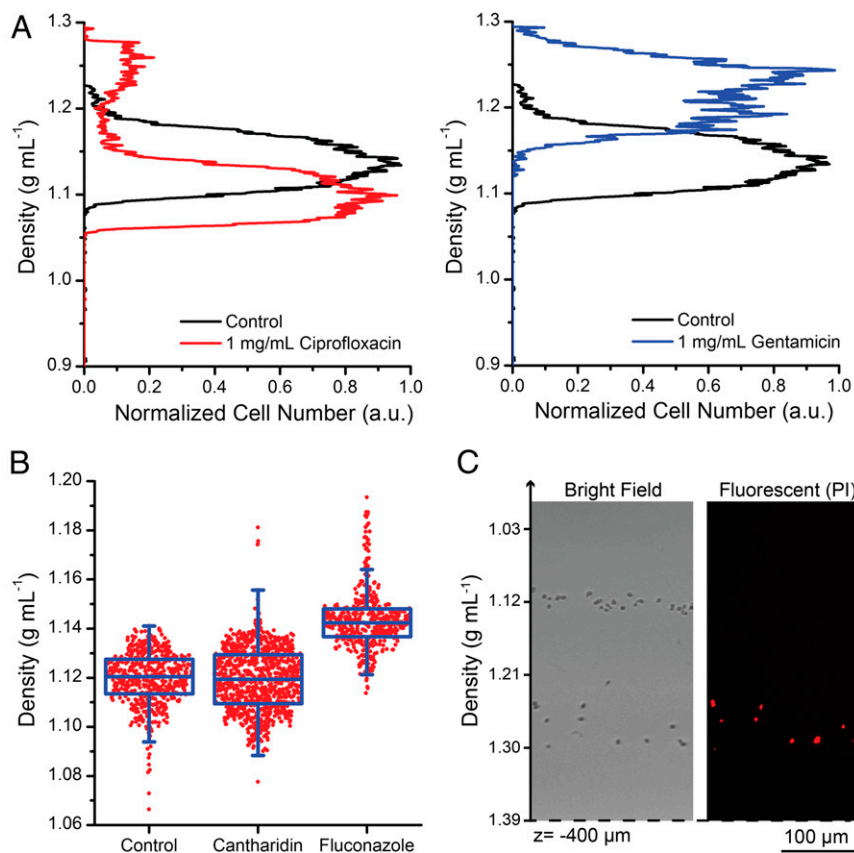 A
1.3
1.2
1.1
1.0
0.9
Density (g mL⁻¹)
0.0 0.2 0.4 0.6 0.8 1.0
Normalized Cell Number (a.u.)
Control
1 mg/mL Ciprofloxacin
1.3
1.2
1.1
1.0
0.9
Density (g mL⁻¹)
0.0 0.2 0.4 0.6 0.8 1.0
Normalized Cell Number (a.u.)
Control
1 mg/mL Gentamicin
B
1.20
1.18
1.16
1.14
1.12
1.10
1.08
1.06
Density (g mL⁻¹)
Control Cantharidin Fluconazole
C
Bright Field Fluorescent (PI)
1.03
1.12
1.21
1.30
1.39
Density (g mL⁻¹)
z= -400 µm
100 µm